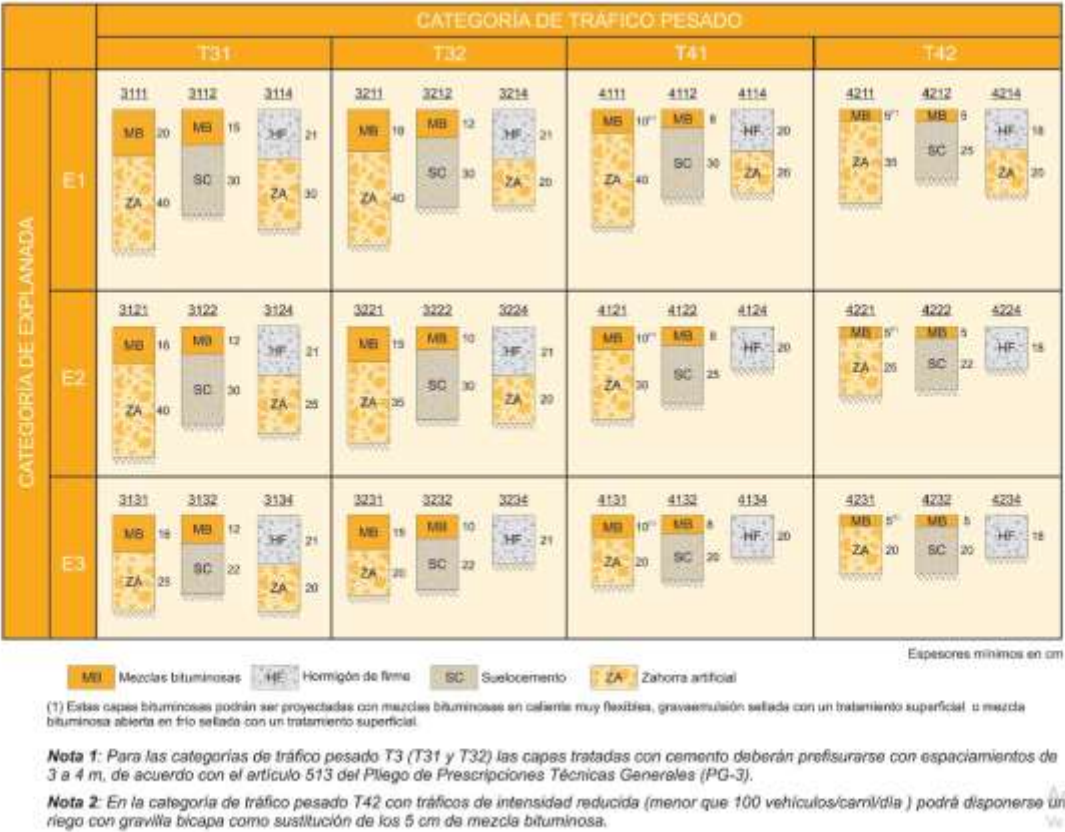 CATEGORÍA DE TRÁFICO PESADO
T31 T32 T41 T42
CATEGORÍA DE EXPLANADA
E1
3111 3112 3114 3211 3212 3214 4111 4112 4114 4211 4212 4214
MB 20 MB 15 HF 21 MB 18 MB 12 HF 21 MB 10(1) MB 8 HF 20 MB 5(1) MB 5 HF 18
ZA 40 SC 30 ZA 30 ZA 40 SC 30 ZA 20 ZA 40 SC 30 ZA 20 ZA 35 SC 25 ZA 20
E2
3121 3122 3124 3221 3222 3224 4121 4122 4124 4221 4222 4224
MB 16 MB 12 HF 21 MB 15 MB 10 HF 21 MB 10(1) MB 8 HF 20 MB 5(1) MB 5 HF 18
ZA 40 SC 30 ZA 25 ZA 35 SC 30 ZA 20 ZA 30 SC 25 ZA 25 SC 22
E3
3131 3132 3134 3231 3232 3234 4131 4132 4134 4231 4232 4234
MB 16 MB 12 HF 21 MB 15 MB 10 HF 21 MB 10(1) MB 8 HF 20 MB 5(1) MB 5 HF 18
ZA 25 SC 22 ZA 20 ZA 20 SC 22 ZA 20 SC 20 ZA 20 SC 20
Espesores mínimos en cm
MB Mezclas bituminosas HF Hormigón de firme SC Suelocemento ZA Zahorra artificial
(1) Estas capas bituminosas podrán ser proyectadas con mezclas bituminosas en caliente muy flexibles, gravaemulsión sellada con un tratamiento superficial o mezcla
bituminosa abierta en frío sellada con un tratamiento superficial.
Nota 1: Para las categorías de tráfico pesado T3 (T31 y T32) las capas tratadas con cemento deberán prefisurarse con espaciamientos de
3 a 4 m, de acuerdo con el artículo 513 del Pliego de Prescripciones Técnicas Generales (PG-3).
Nota 2: En la categoría de tráfico pesado T42 con tráficos de intensidad reducida (menor que 100 vehículos/carril/día ) podrá disponerse un
riego con gravilla bicapa como sustitución de los 5 cm de mezcla bituminosa.